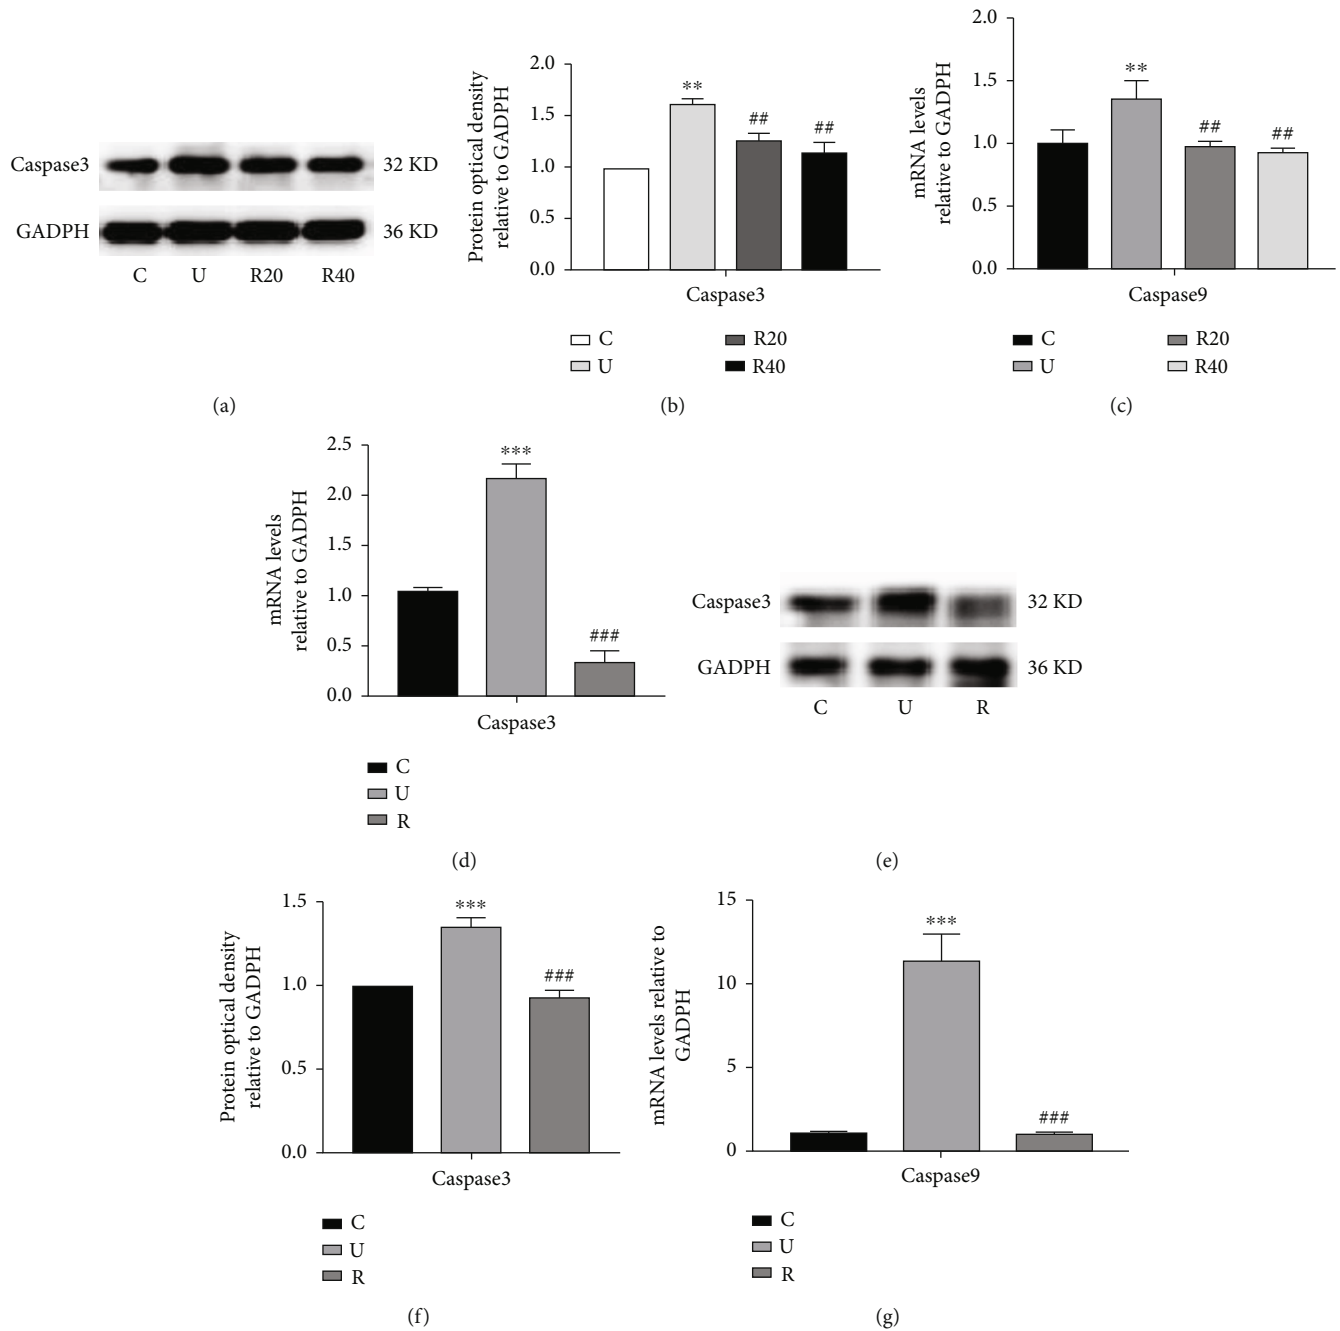 Caspase3
32 KD
GADPH
36 KD
C
U
R20
R40
(a)
Protein optical density
relative to GADPH
2.0
1.5
1.0
0.5
0.0
**
##
##
Caspase3
C
R20
U
R40
(b)
mRNA levels
relative to GADPH
2.0
1.5
1.0
0.5
0.0
**
##
##
Caspase9
C
R20
U
R40
(c)
mRNA levels
relative to GADPH
2.5
2.0
1.5
1.0
0.5
0.0
***
###
Caspase3
C
U
R
(d)
Caspase3
32 KD
GADPH
36 KD
C
U
R
(e)
Protein optical density
relative to GADPH
1.5
1.0
0.5
0.0
***
###
Caspase3
C
U
R
(f)
mRNA levels relative to
GADPH
15
10
5
0
***
###
Caspase9
C
U
R
(g)